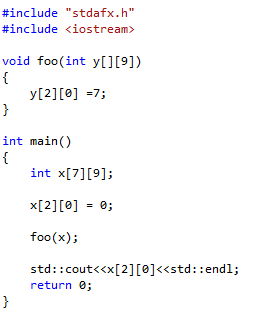 #include "stdafx.h"
#include <iostream>
void foo(int y[][9])
{
    y[2][0] =7;
}
int main()
{
    int x[7][9];
    x[2][0] = 0;
    foo(x);
    std::cout<<x[2][0]<<std::endl;
    return 0;
}